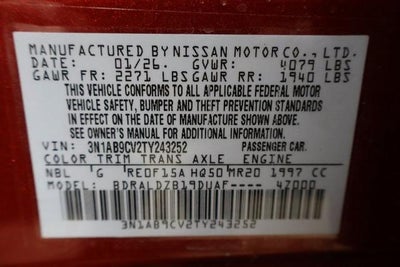 MANUFACTURED BY NISSAN MOTOR CO., LTD.
DATE: 01/26. GVWR: 4079 LBS
GAWR FR: 2271 LBS GAWR RR: 1940 LBS
THIS VEHICLE CONFORMS TO ALL APPLICABLE FEDERAL MOTOR
VEHICLE SAFETY, BUMPER AND THEFT PREVENTION STANDARDS
IN EFFECT ON THE DATE OF MANUFACTURE SHOWN ABOVE.
SEE OWNER'S MANUAL FOR ADDITIONAL INFORMATION.
VIN: 3N1AB9CV2TY243252 PASSENGER CAR.
COLOR TRIM TRANS AXLE ENGINE
NBL G RE0F15A HQ50 MR20 1997 CC
MODEL: BDRALDZB19DUAF---- 4Z000
3N1AB9CV2TY243252